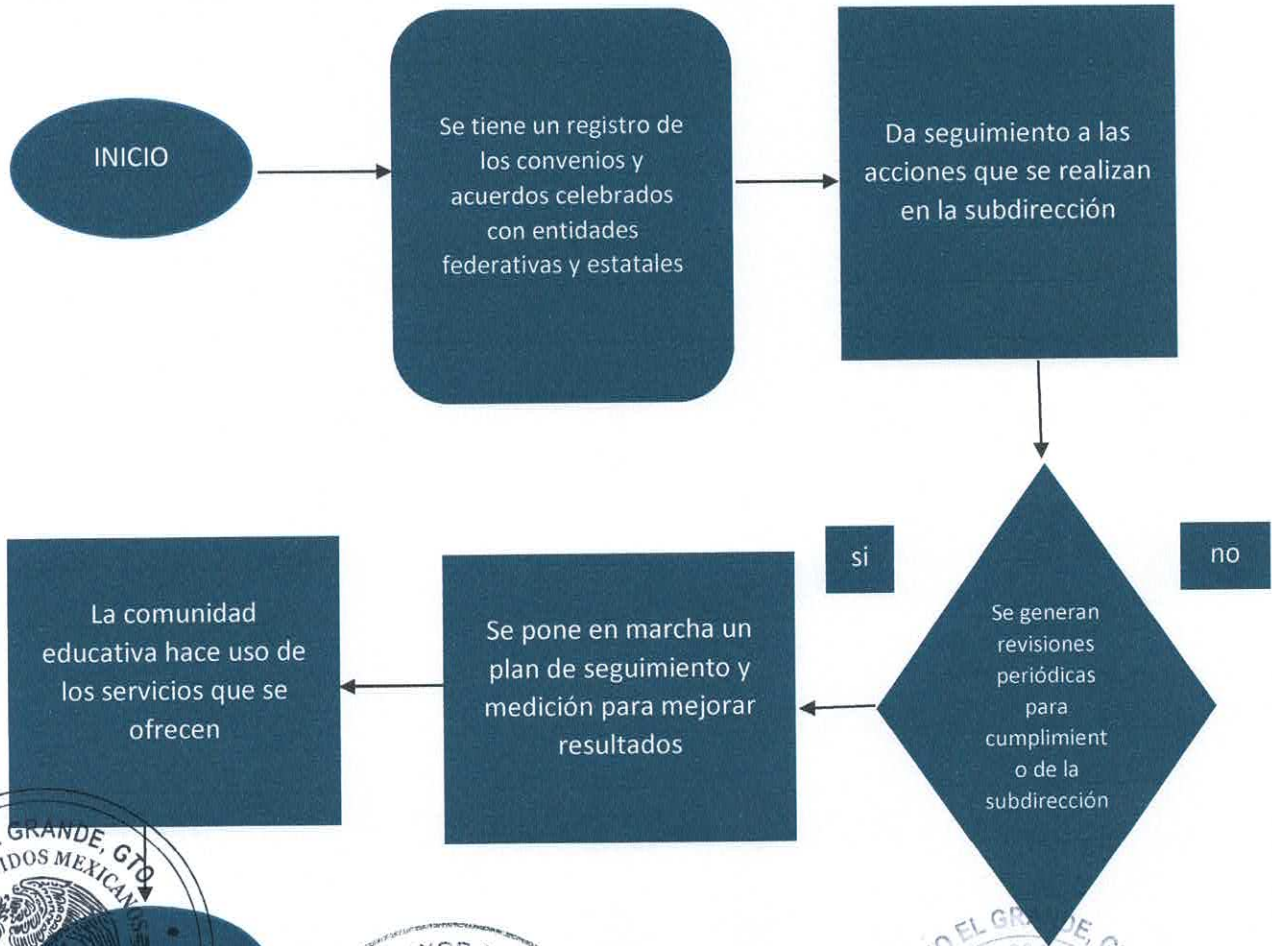 INICIO
Se tiene un registro de
los convenios y
acuerdos celebrados
con entidades
federativas y estatales
Da seguimiento a las
acciones que se realizan
en la subdirección
si
no
Se generan
revisiones
periódicas
para
cumplimient
o de la
subdirección
Se pone en marcha un
plan de seguimiento y
medición para mejorar
resultados
La comunidad
educativa hace uso de
los servicios que se
ofrecen
GRANDE, GTO.
IDOS MEXICANOS
EL GRANDE,